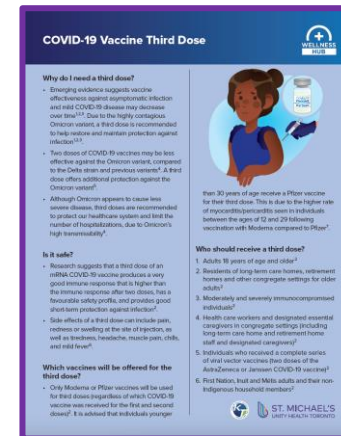 COVID-19 Vaccine Third Dose
WELLNESS
HUB
Why do I need a third dose?
• Emerging evidence suggests vaccine
effectiveness against asymptomatic infection
and mild COVID-19 disease may decrease
over time. Due to the highly contagious
Omicron variant, a third dose is recommended
to help restore and maintain protection against
infection.
• Two doses of COVID-19 vaccines may be less
effective against the Omicron variant, compared
to the Delta strain and previous variants. A third
dose offers additional protection against the
Omicron variant.
• Although Omicron appears to cause less
severe disease, third doses are recommended
to protect our healthcare system and limit the
number of hospitalizations, due to Omicron's
high transmissibility.
Is it safe?
• Research suggests that a third dose of an
mRNA COVID-19 vaccine produces a very
good immune response that is higher than
the immune response after two doses, has a
favourable safety profile, and provides good
short-term protection against infection.
• Side effects of a third dose can include pain,
redness or swelling at the site of injection, as
well as tiredness, headache, muscle pain, chills,
and mild fever.
Which vaccines will be offered for the
third dose?
• Only Moderna or Pfizer vaccines will be used
for third doses (regardless of which COVID-19
vaccine was received for the first and second
doses). It is advised that individuals younger
than 30 years of age receive a Pfizer vaccine
for their third dose. This is due to the higher rate
of myocarditis/pericarditis seen in individuals
between the ages of 12 and 29 following
vaccination with Moderna compared to Pfizer.
Who should receive a third dose?
1. Adults 18 years of age and older
2. Residents of long-term care homes, retirement
homes and other congregate settings for older
adults
3. Moderately and severely immunocompromised
individuals
4. Health care workers and designated essential
caregivers in congregate settings (including
long-term care home and retirement home
staff and designated caregivers)
5. Individuals who received a complete series
of viral vector vaccines (two doses of the
AstraZeneca or Janssen COVID-19 vaccine)
6. First Nation, Inuit and Métis adults and their non-
Indigenous household members
ST. MICHAEL'S
UNITY HEALTH TORONTO